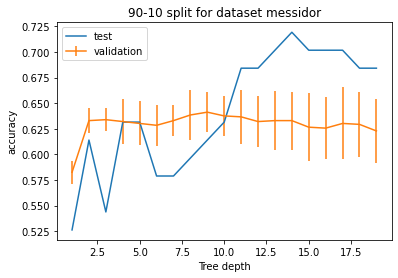 90-10 split for dataset messidor
test
validation
accuracy
0.725
0.700
0.675
0.650
0.625
0.600
0.575
0.550
0.525
2.5 5.0 7.5 10.0 12.5 15.0 17.5
Tree depth